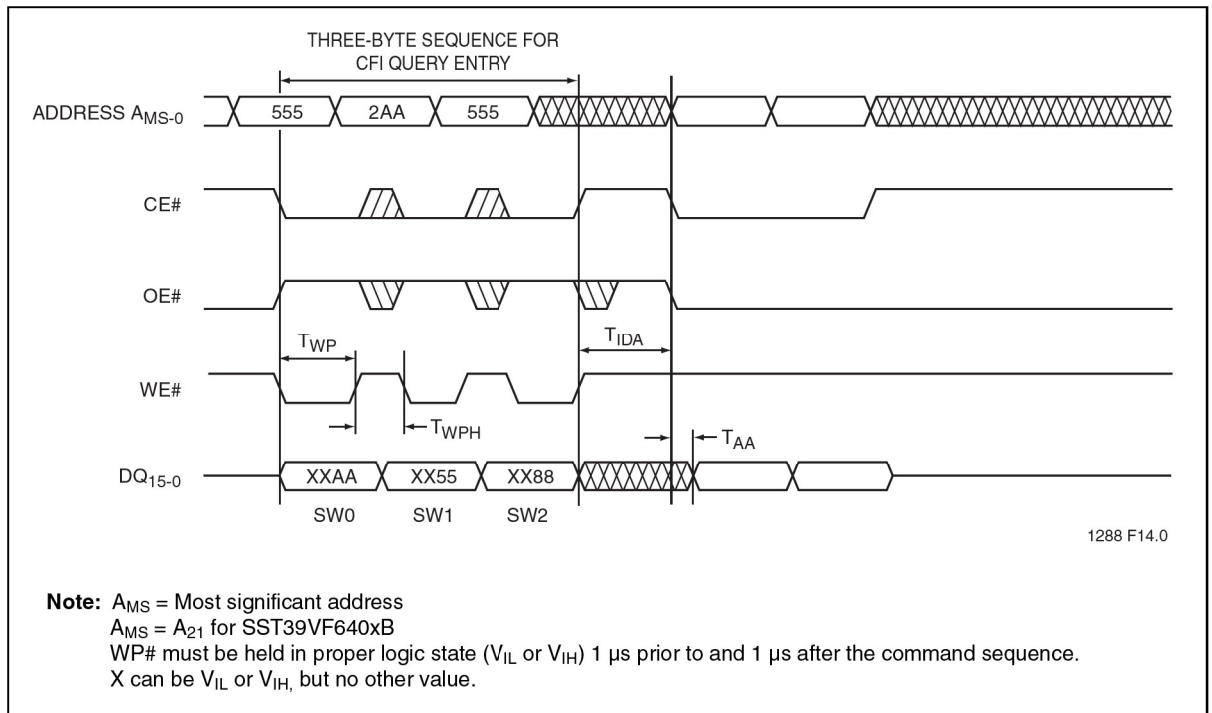 THREE-BYTE SEQUENCE FOR
CFI QUERY ENTRY
ADDRESS AMS-0
555
2AA
555
CE#
OE#
TWP
TIDA
WE#
TWPH
TAA
DQ15-0
XXAA
XX55
XX88
SW0
SW1
SW2
1288 F14.0
Note: AMS = Most significant address
AMS = A21 for SST39VF640xB
WP# must be held in proper logic state (VIL or VIH) 1 µs prior to and 1 µs after the command sequence.
X can be VIL or VIH, but no other value.